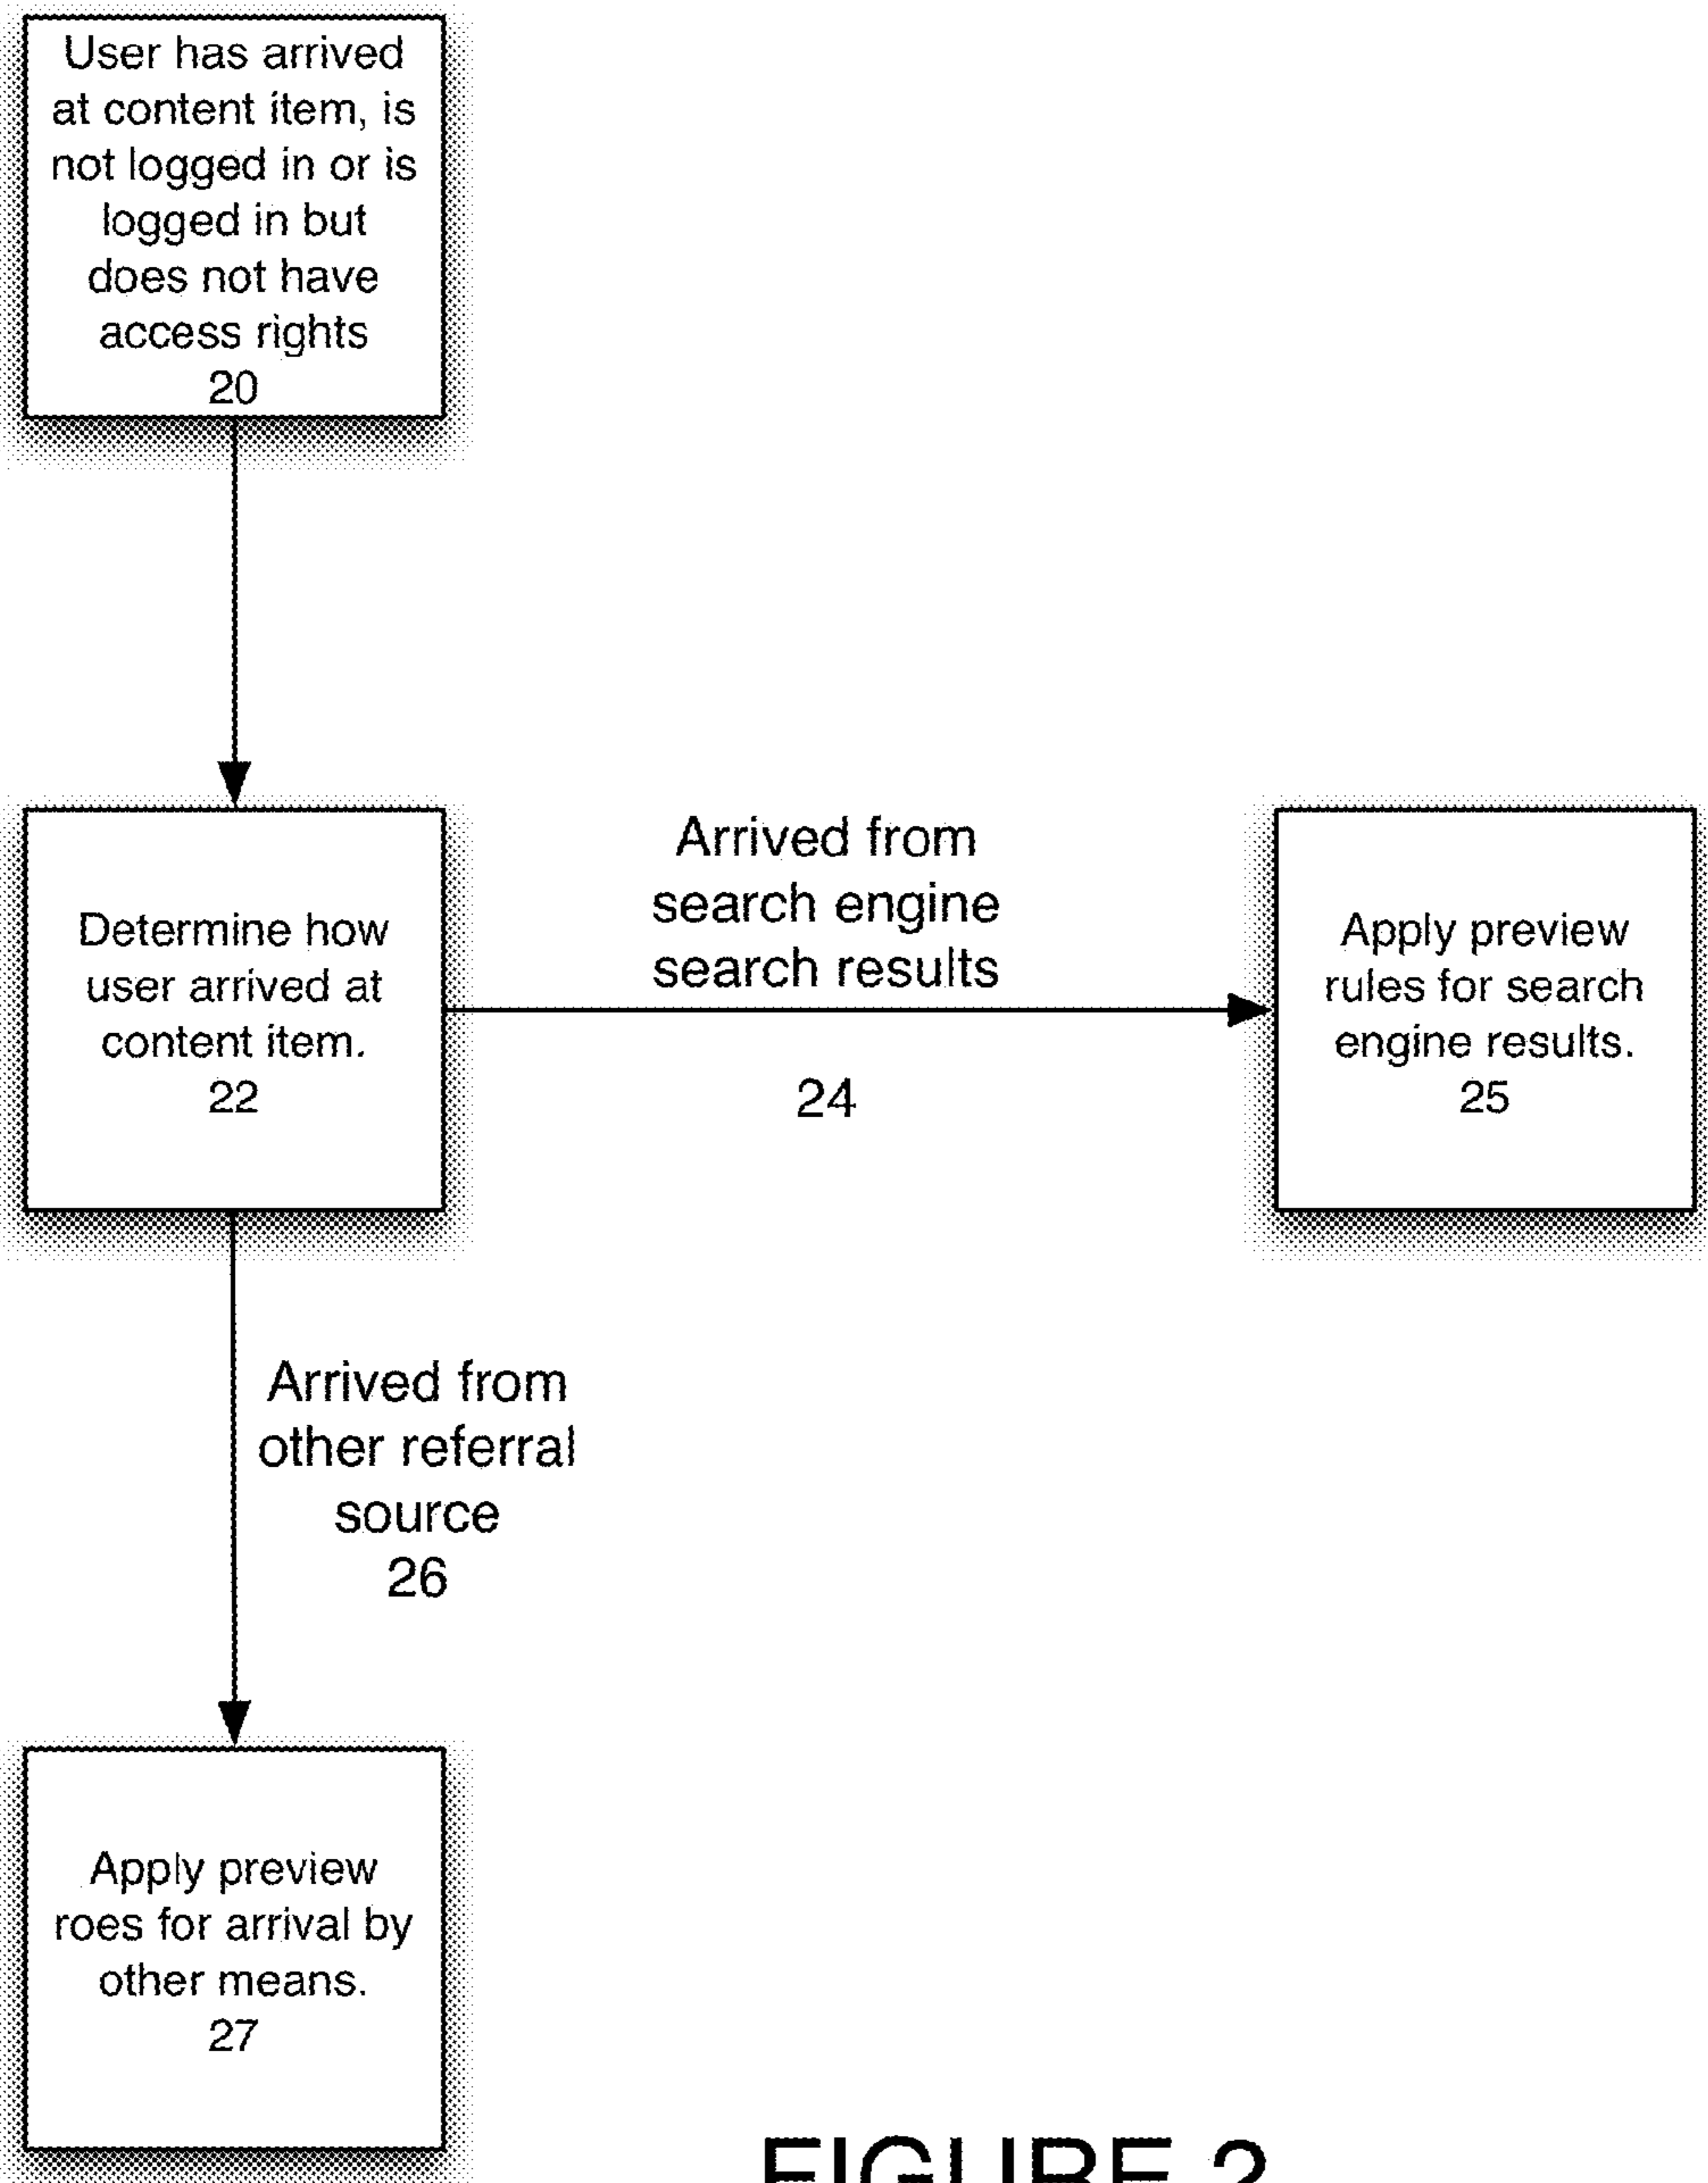 User has arrived
at content item, is
not logged in or is
logged in but
does not have
access rights
20
Determine how
user arrived at
content item.
22
Arrived from
search engine
search results
24
Apply preview
rules for search
engine results.
25
Arrived from
other referral
source
26
Apply preview
roes for arrival by
other means.
27
FIGURE 2